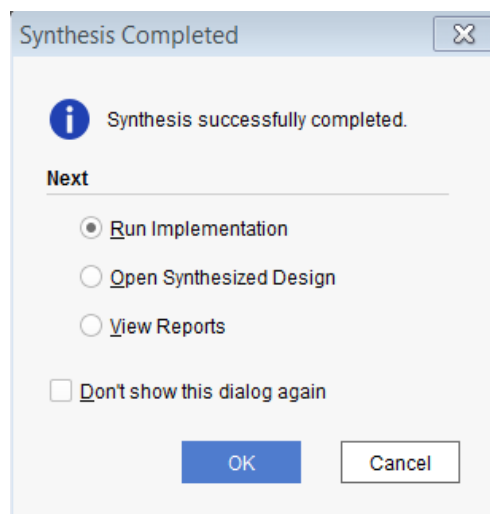 Synthesis Completed
Synthesis successfully completed.
Next
Run Implementation
Open Synthesized Design
View Reports
Don't show this dialog again
OK
Cancel